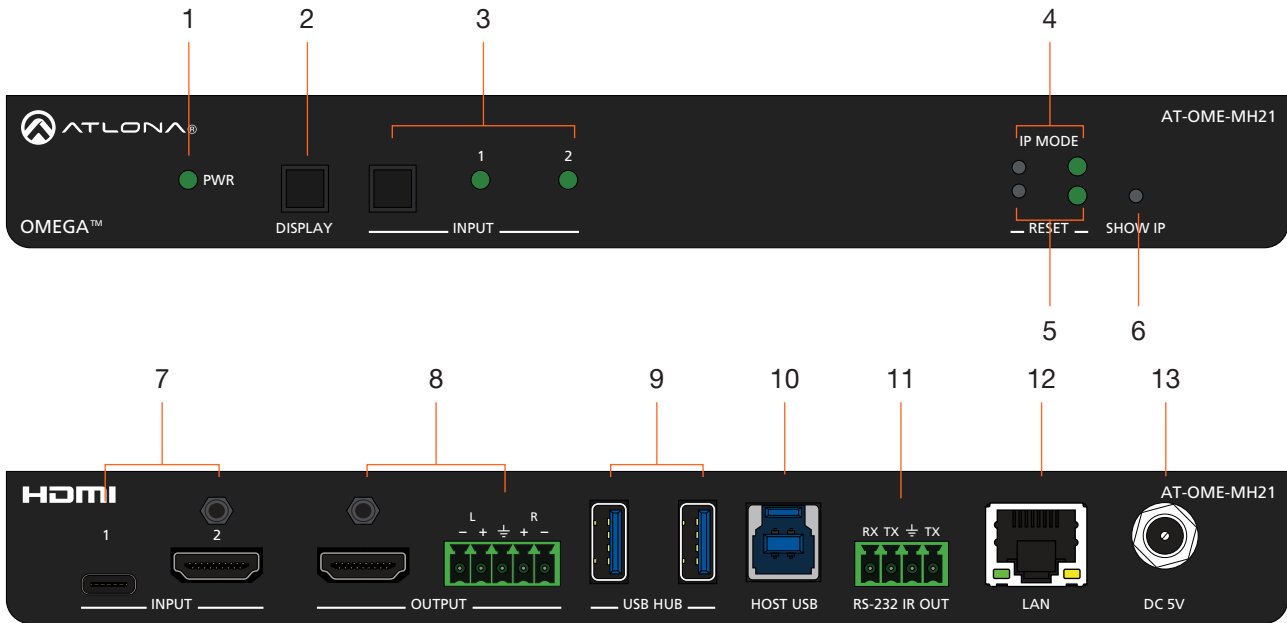 1 2 3 4
ATLONA®
AT-OME-MH21
IP MODE
1 2
PWR
OMEGA™
DISPLAY
INPUT
RESET
SHOW IP
5 6
7 8 9 10 11 12 13
HDMI
AT-OME-MH21
L R
1 2
– + + –
RX TX TX
INPUT
OUTPUT
USB HUB
HOST USB
RS-232 IR OUT
LAN
DC 5V